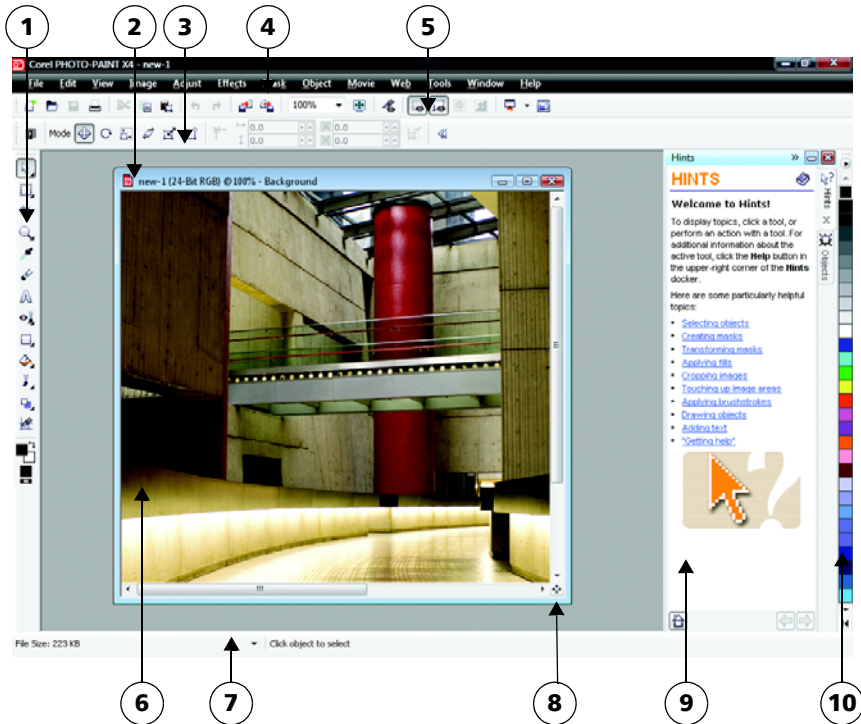 1 2 3 4 5
Corel PHOTO-PAINT X4 - new-1
File Edit View Image Adjust Effects Mask Object Movie Web Tools Window Help
100%
Mode 0.0 0.0
0.0 0.0
Hints
new-1 (24-Bit RGB) @100% - Background
HINTS
Welcome to Hints!
To display topics, click a tool, or
perform an action with a tool. For
additional information about the
active tool, click the Help button in
the upper-right corner of the Hints
docker.
Here are some particularly helpful
topics:
Selecting objects
Creating masks
Transforming masks
Applying fills
Cropping images
Touching up image areas
Applying brushstrokes
Drawing objects
Adding text
"Getting help"
Hints
Objects
File Size: 223 KB Click object to select
6 7 8 9 10